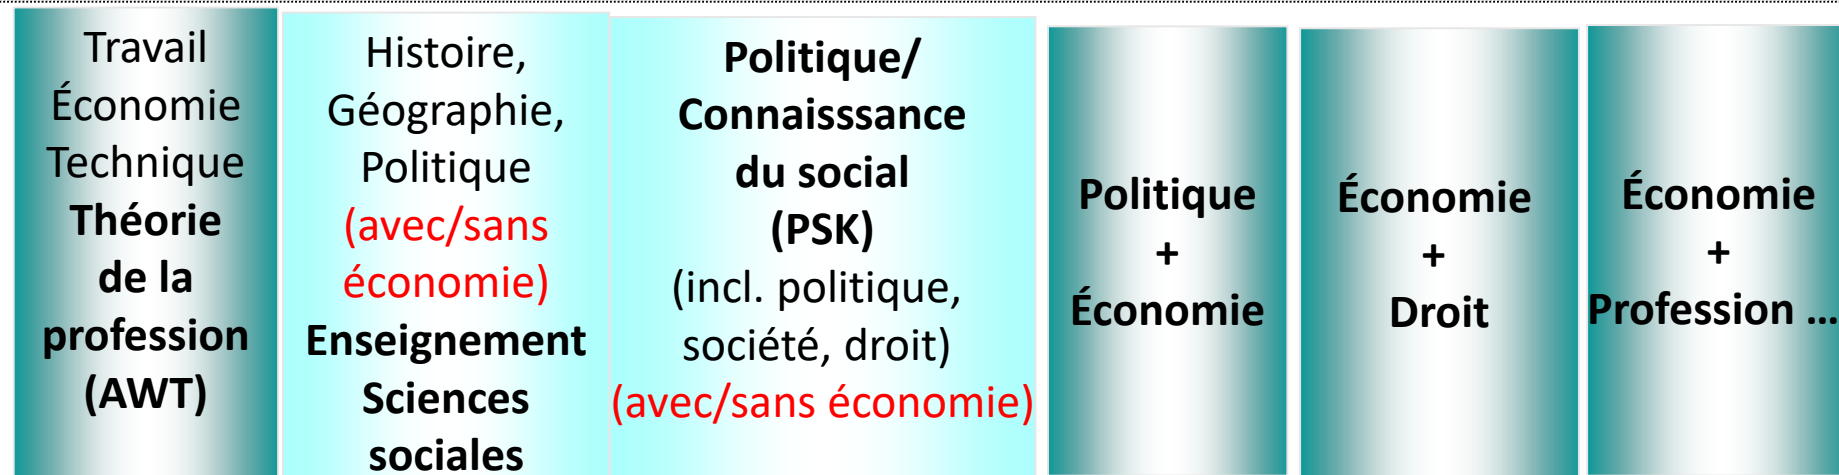 Travail
Économie
Technique
Théorie
de la
profession
(AWT)
Histoire,
Géographie,
Politique
(avec/sans
économie)
Enseignement
Sciences
sociales
Politique/
Connaisssance
du social
(PSK)
(incl. politique,
société, droit)
(avec/sans économie)
Politique
+
Économie
Économie
+
Droit
Économie
+
Profession ...